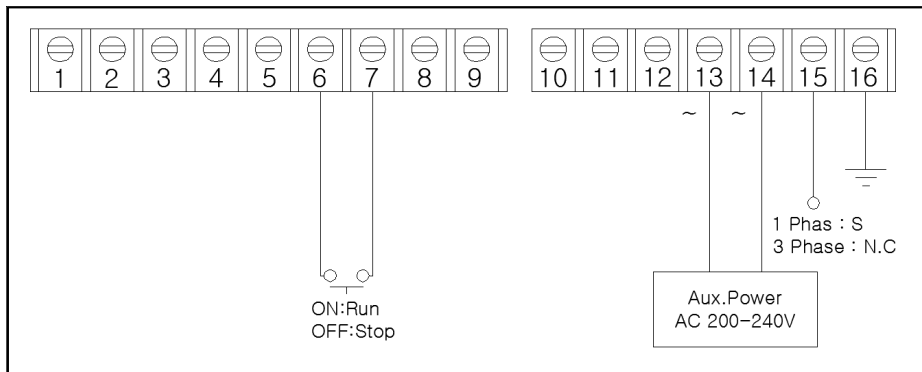 1 2 3 4 5 6 7 8 9 10 11 12 13 14 15 16
~ ~
1 Phas : S
3 Phase : N.C
ON:Run
OFF:Stop
Aux.Power
AC 200-240V